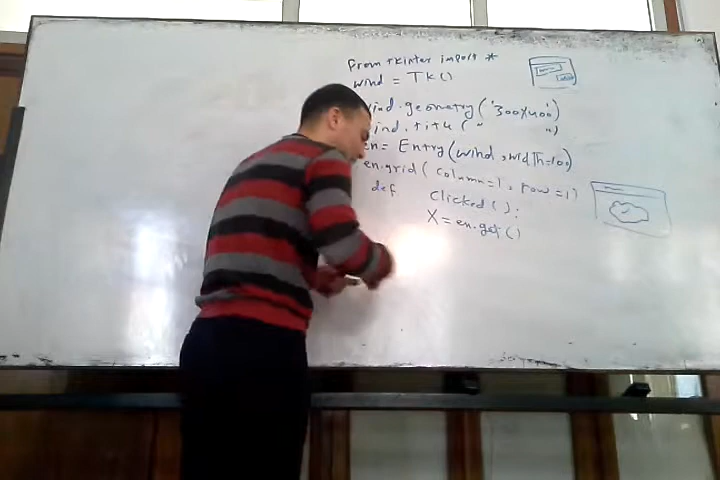 from tkinter import *
wind = Tk()
wind.geometry('300x400')
ind.title("          ")
en= Entry(wind, width=100)
en.grid( column=1, row=1)
def clicked():
X = en.get()